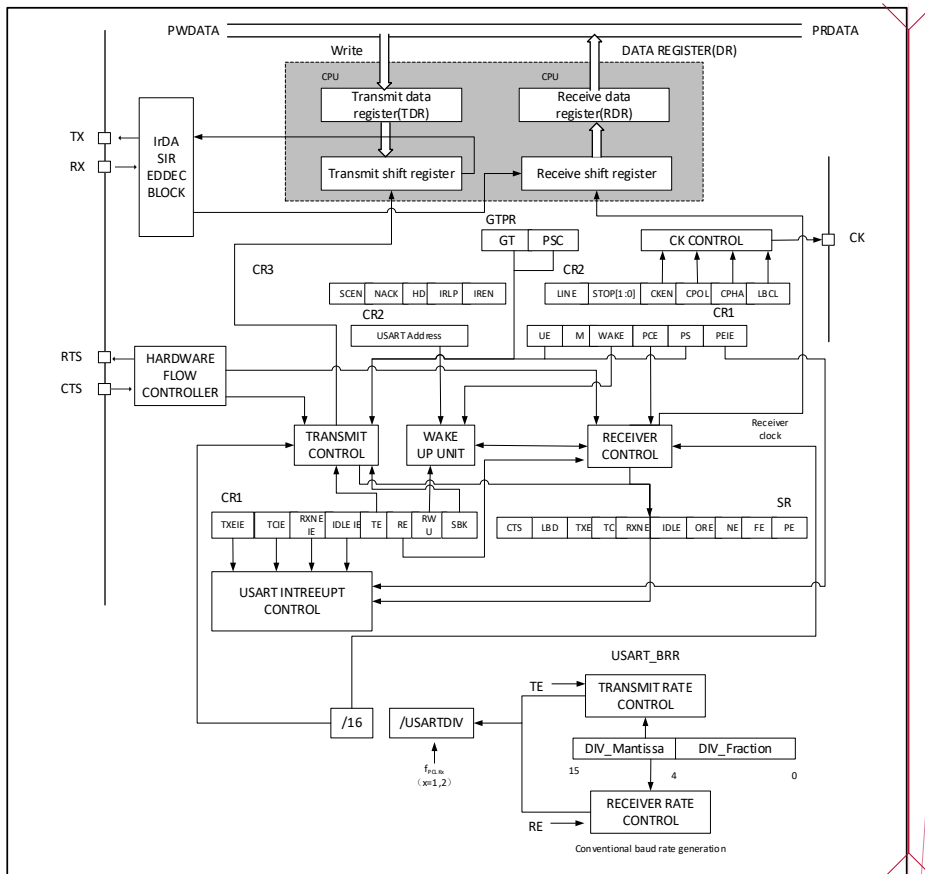 PWDATA
PRDATA
Write
DATA REGISTER(DR)
CPU
CPU
Transmit data
register(TDR)
Receive data
register(RDR)
TX
RX
IrDA
SIR
EDDEC
BLOCK
Transmit shift register
Receive shift register
GTPR
GT
PSC
CK CONTROL
CK
CR3
CR2
SCEN
NACK
HD
IRLP
IREN
LINE
STOP[1:0]
CKEN
CPOL
CPHA
LBCL
CR2
CR1
USART Address
UE
M
WAKE
PCE
PS
PEIE
RTS
CTS
HARDWARE
FLOW
CONTROLLER
TRANSMIT
CONTROL
WAKE
UP UNIT
RECEIVER
CONTROL
Receiver
clock
CR1
SR
TXEIE
TCIE
RXNE
IE
IDLE IE
TE
RE
RW
U
SBK
CTS
LBD
TXE
TC
RXNE
IDLE
ORE
NE
FE
PE
USART INTREEUPT
CONTROL
USART_BRR
TE
TRANSMIT RATE
CONTROL
/16
/USARTDIV
DIV_Mantissa
DIV_Fraction
15
4
0
fPCLRx
(x=1,2)
RECEIVER RATE
CONTROL
RE
Conventional baud rate generation